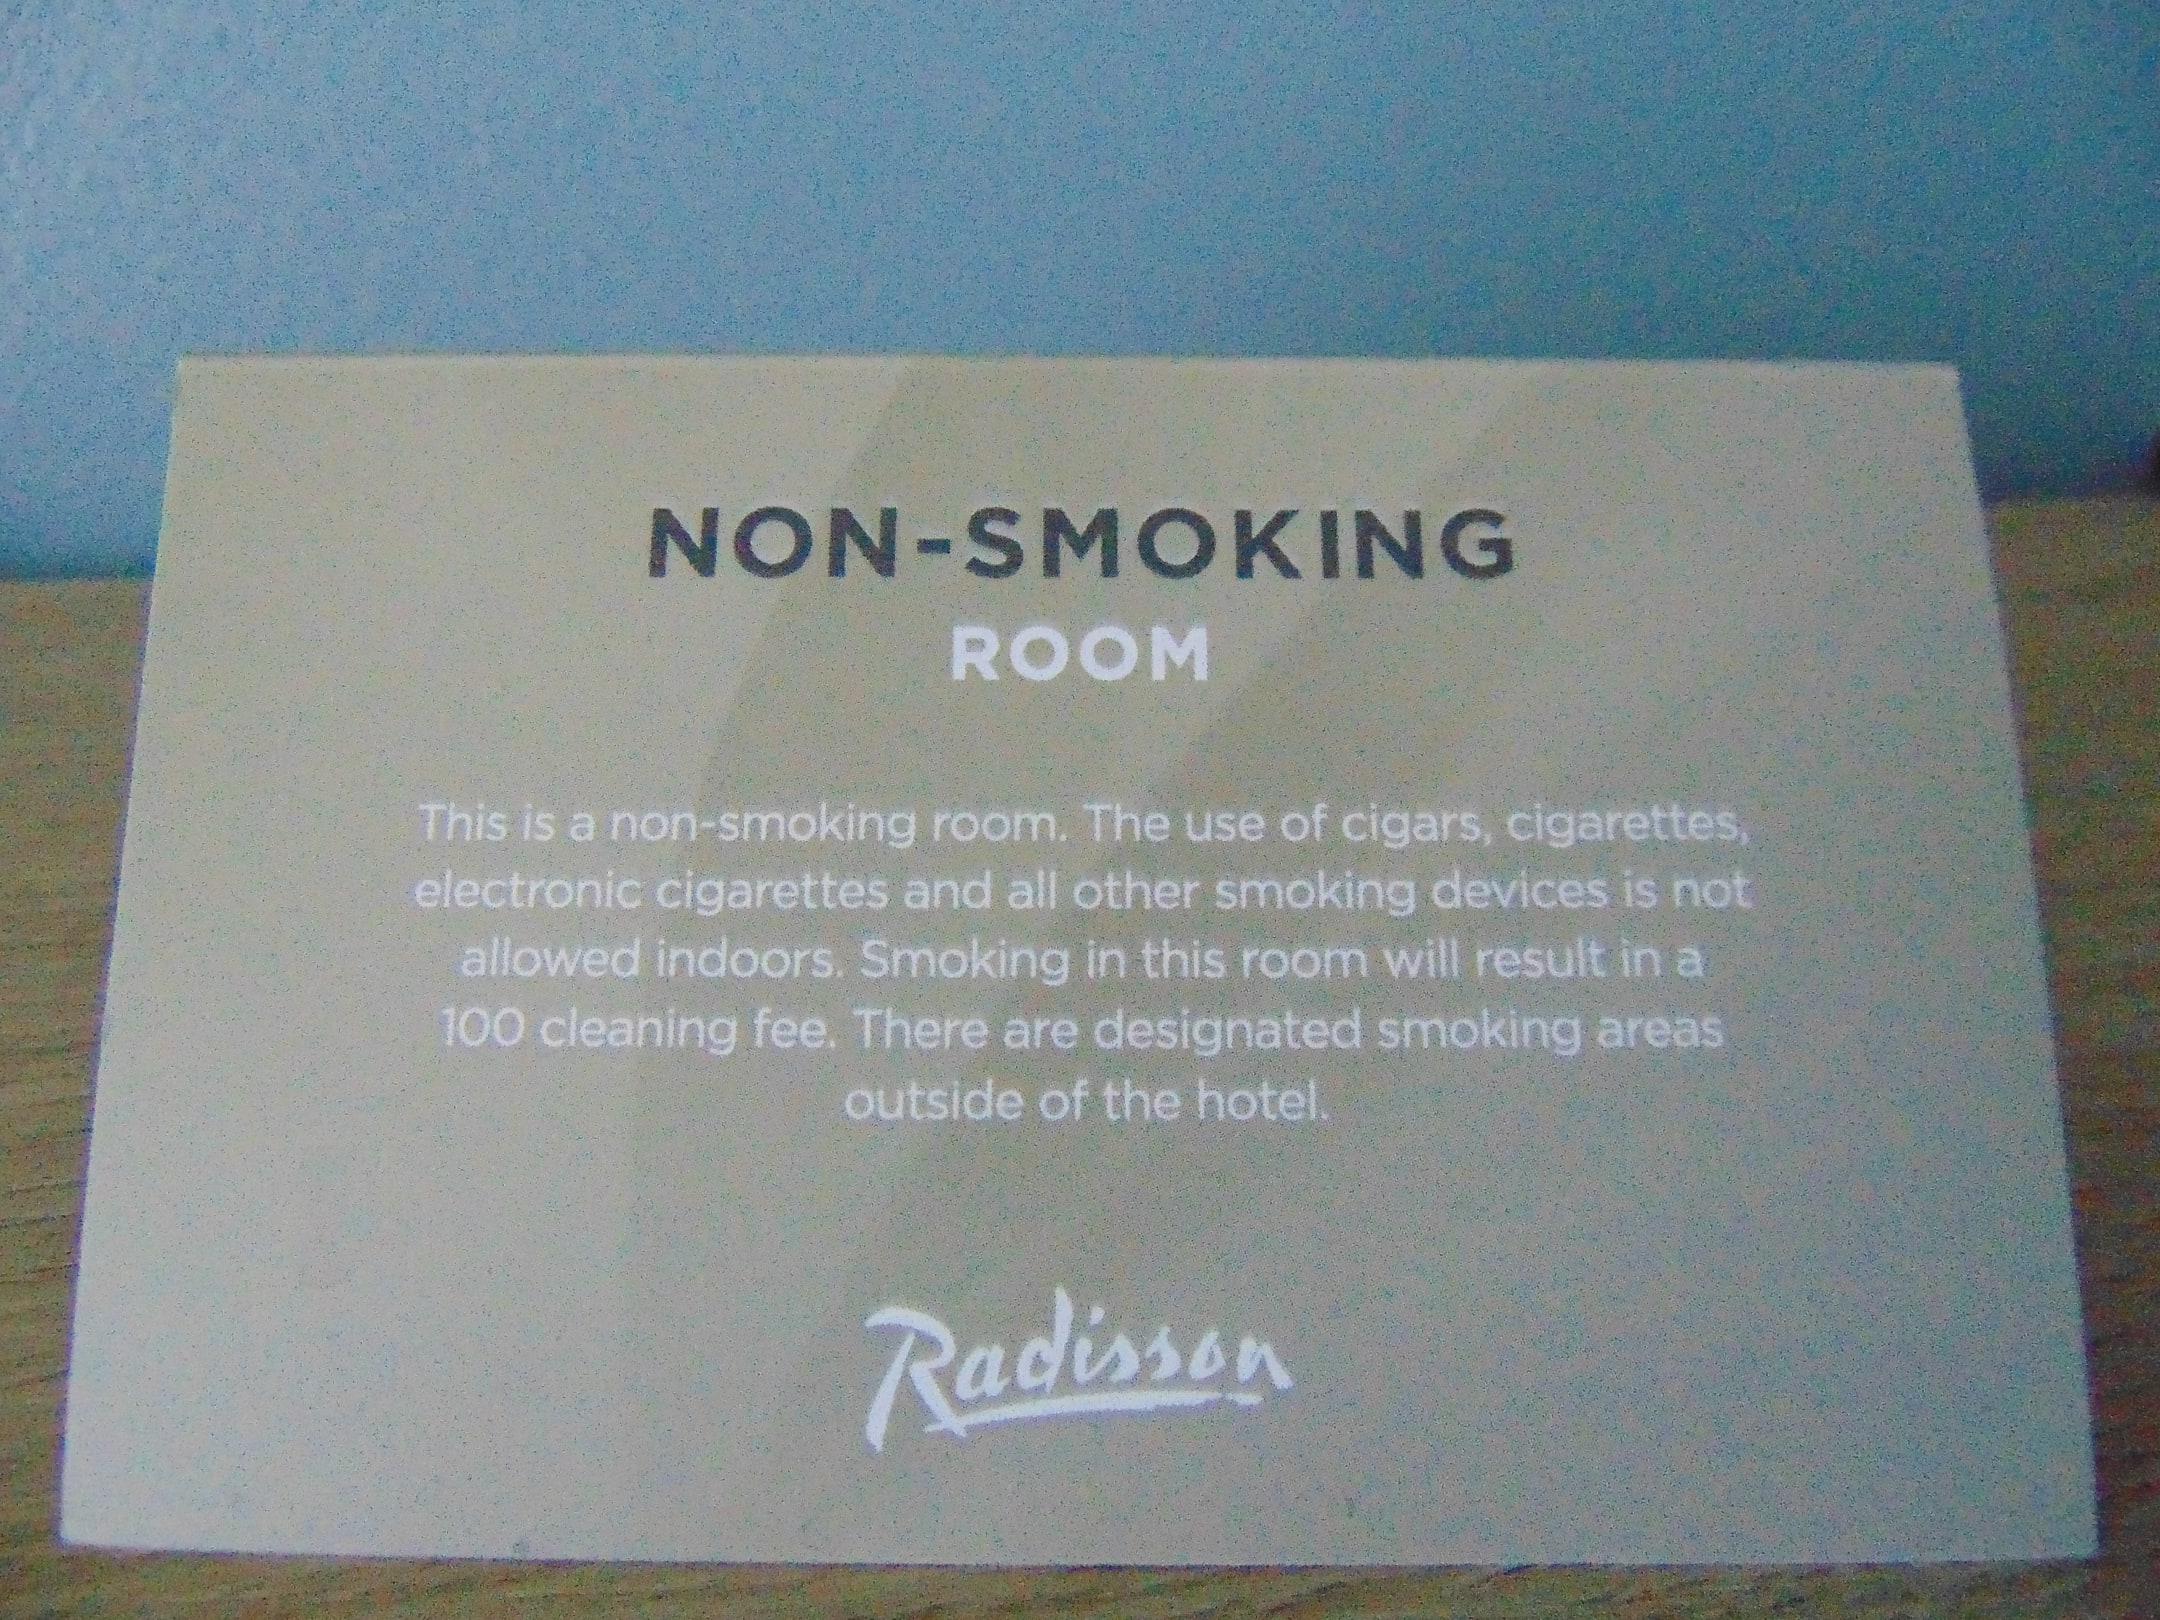 NON-SMOKING
ROOM
This is a non-smoking room. The use of cigars, cigarettes,
electronic cigarettes and all other smoking devices is not
allowed indoors. Smoking in this room will result in a
100 cleaning fee. There are designated smoking areas
outside of the hotel.
Radisson